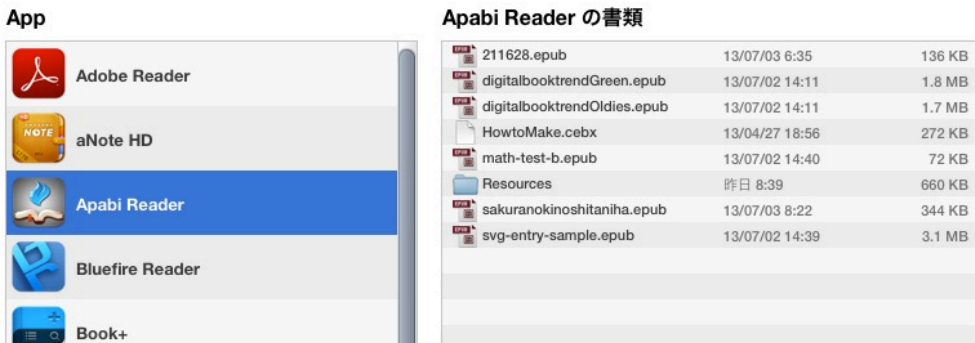 App
Adobe Reader
aNote HD
Apabi Reader
Bluefire Reader
Book+
Apabi Reader の書類
211628.epub 13/07/03 6:35 136 KB
digitalbooktrendGreen.epub 13/07/02 14:11 1.8 MB
digitalbooktrendOldies.epub 13/07/02 14:11 1.7 MB
HowtoMake.cebx 13/04/27 18:56 272 KB
math-test-b.epub 13/07/02 14:40 72 KB
Resources 昨日 8:39 660 KB
sakuranokinoshitaniha.epub 13/07/03 8:22 344 KB
svg-entry-sample.epub 13/07/02 14:39 3.1 MB